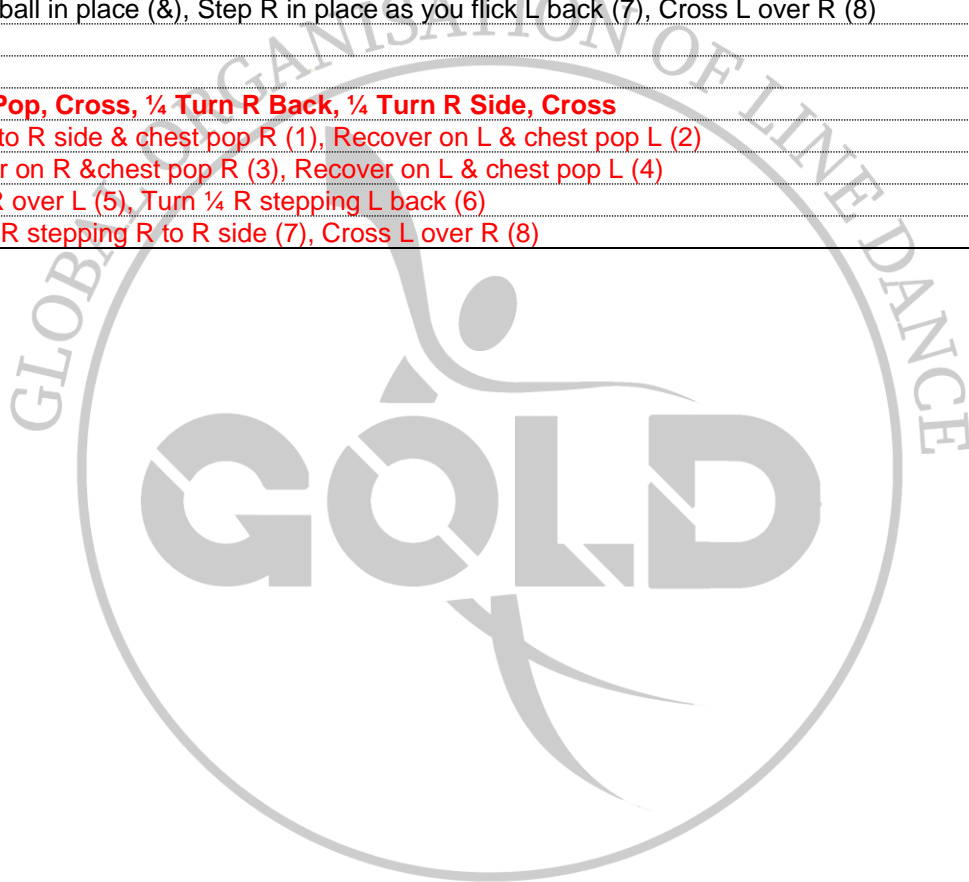 ball in place (&), Step R in place as you flick L back (7), Cross L over R (8)
Pop, Cross, ¼ Turn R Back, ¼ Turn R Side, Cross
to R side & chest pop R (1), Recover on L & chest pop L (2)
r on R &chest pop R (3), Recover on L & chest pop L (4)
R over L (5), Turn ¼ R stepping L back (6)
R stepping R to R side (7), Cross L over R (8)
GLOBAL ORGANISATION OF LINE DANCE
GOLD